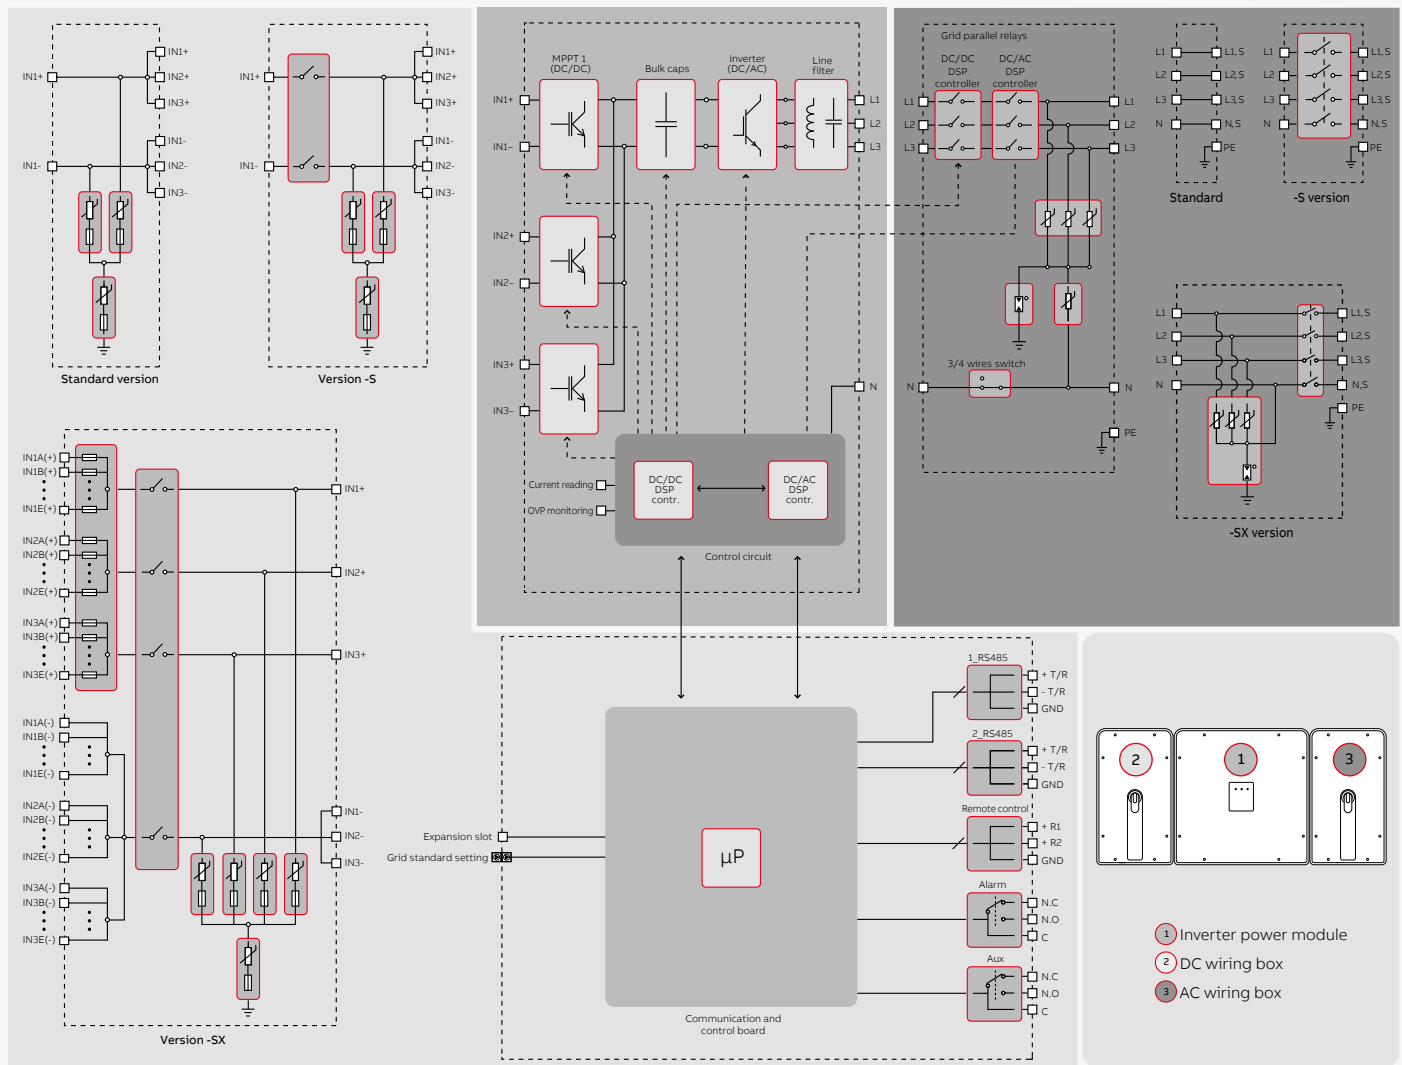 IN1+
IN1-
IN1+
IN2+
IN3+
IN1-
IN2-
IN3-
Standard version
IN1+
IN1-
IN1+
IN2+
IN3+
IN1-
IN2-
IN3-
Version -S
IN1A(+)
IN1B(+)
IN1E(+)
IN2A(+)
IN2B(+)
IN2E(+)
IN3A(+)
IN3B(+)
IN3E(+)
IN1A(-)
IN1B(-)
IN1E(-)
IN2A(-)
IN2B(-)
IN2E(-)
IN3A(-)
IN3B(-)
IN3E(-)
IN1+
IN2+
IN3+
IN1-
IN2-
IN3-
Version -SX
MPPT 1
(DC/DC)
Bulk caps
Inverter
(DC/AC)
Line
filter
IN1+
IN1−
IN2+
IN2−
IN3+
IN3−
L1
L2
L3
N
Current reading
OVP monitoring
DC/DC
DSP
contr.
DC/AC
DSP
contr.
Control circuit
Grid parallel relays
DC/DC
DSP
controller
DC/AC
DSP
controller
L1
L2
L3
L1
L2
L3
3/4 wires switch
N
N
PE
L1
L2
L3
N
L1, S
L2, S
L3, S
N, S
PE
Standard
L1
L2
L3
N
L1, S
L2, S
L3, S
N, S
PE
-S version
L1
L2
L3
N
L1, S
L2, S
L3, S
N,S
PE
-SX version
Expansion slot
Grid standard setting
µP
Communication and
control board
1_RS485
+ T/R
- T/R
GND
2_RS485
+ T/R
- T/R
GND
Remote control
+ R1
+ R2
GND
Alarm
N.C
N.O
C
Aux
N.C
N.O
C
2
1
3
1 Inverter power module
2 DC wiring box
3 AC wiring box